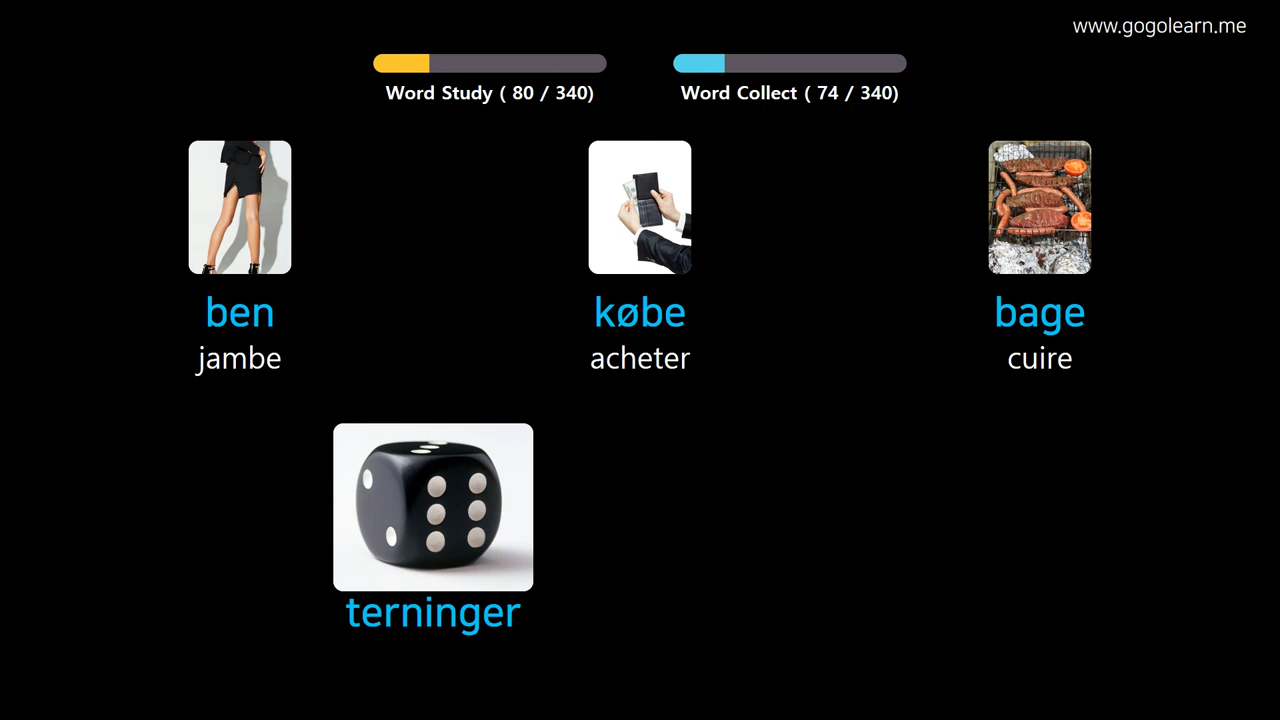 www.gogolearn.me
Word Study ( 80 / 340)
Word Collect ( 74 / 340)
ben
jambe
købe
acheter
bage
cuire
terninger